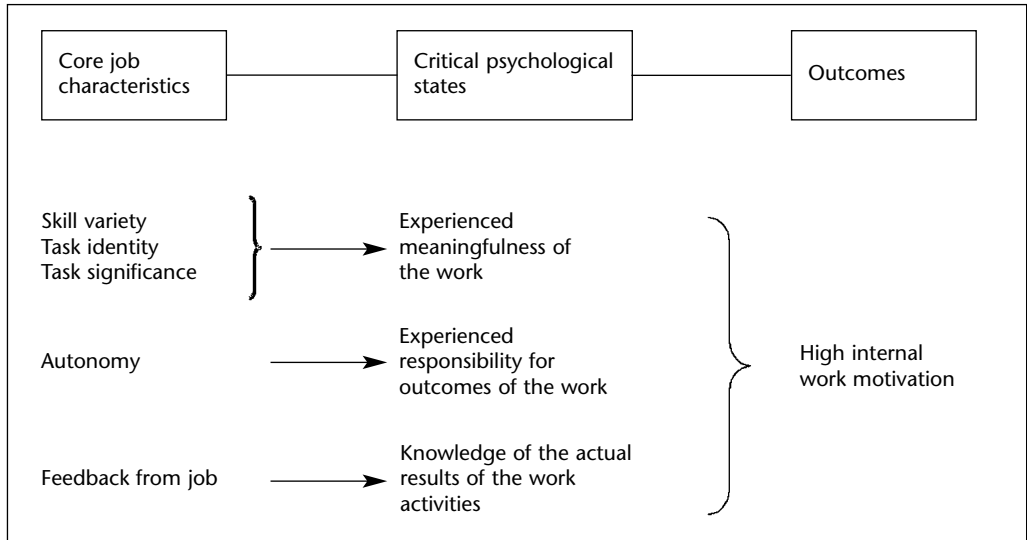 Core job
characteristics
Critical psychological
states
Outcomes
Skill variety
Task identity
Task significance
Experienced
meaningfulness of
the work
Autonomy
Experienced
responsibility for
outcomes of the work
High internal
work motivation
Feedback from job
Knowledge of the actual
results of the work
activities